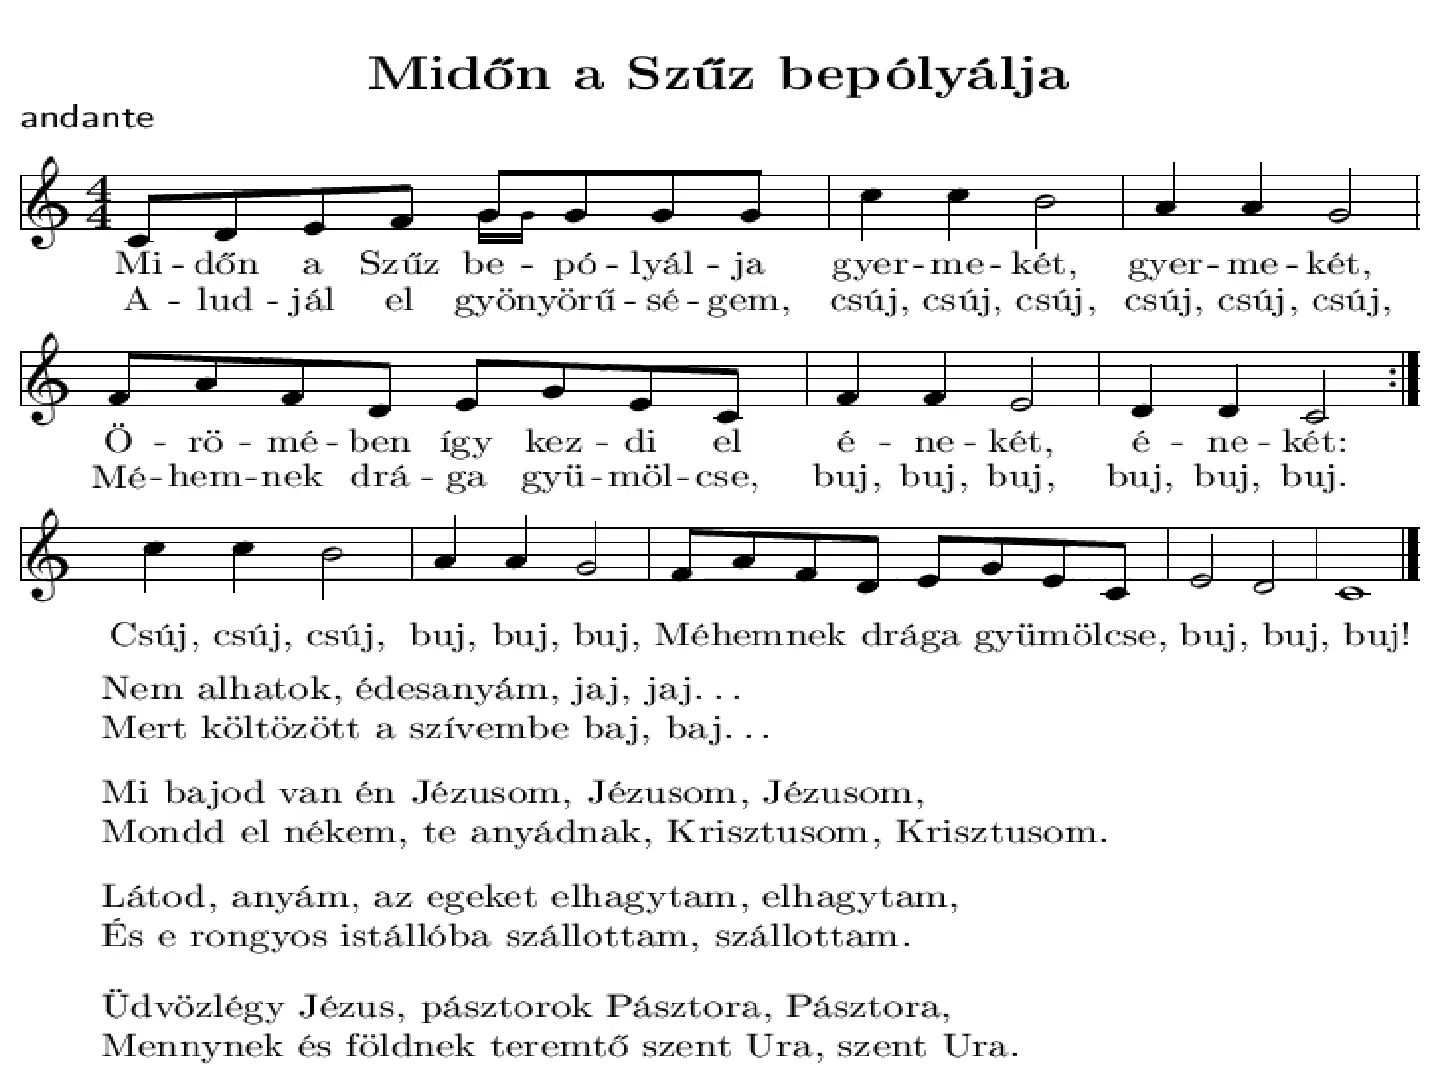 Midőn a Szűz bepólyálja
andante
4
4
Mi - dőn a Szűz be - pó - lyál - ja gyer - me - két, gyer - me - két,
A - lud - jál el gyönyörű - sé - gem, csúj, csúj, csúj, csúj, csúj, csúj,
Ö - rö - mé - ben így kez - di el é - ne - két, é - ne - két:
Mé - hem - nek drá - ga gyü - möl - cse, buj, buj, buj, buj, buj, buj.
Csúj, csúj, csúj, buj, buj, buj, Méhemnek drága gyümölcse, buj, buj, buj!
Nem alhatok, édesanyám, jaj, jaj...
Mert költözött a szívembe baj, baj...
Mi bajod van én Jézusom, Jézusom, Jézusom,
Mondd el nékem, te anyádnak, Krisztusom, Krisztusom.
Látod, anyám, az egeket elhagytam, elhagytam,
És e rongyos istállóba szállottam, szállottam.
Üdvözlégy Jézus, pásztorok Pásztora, Pásztora,
Mennynek és földnek teremtő szent Ura, szent Ura.